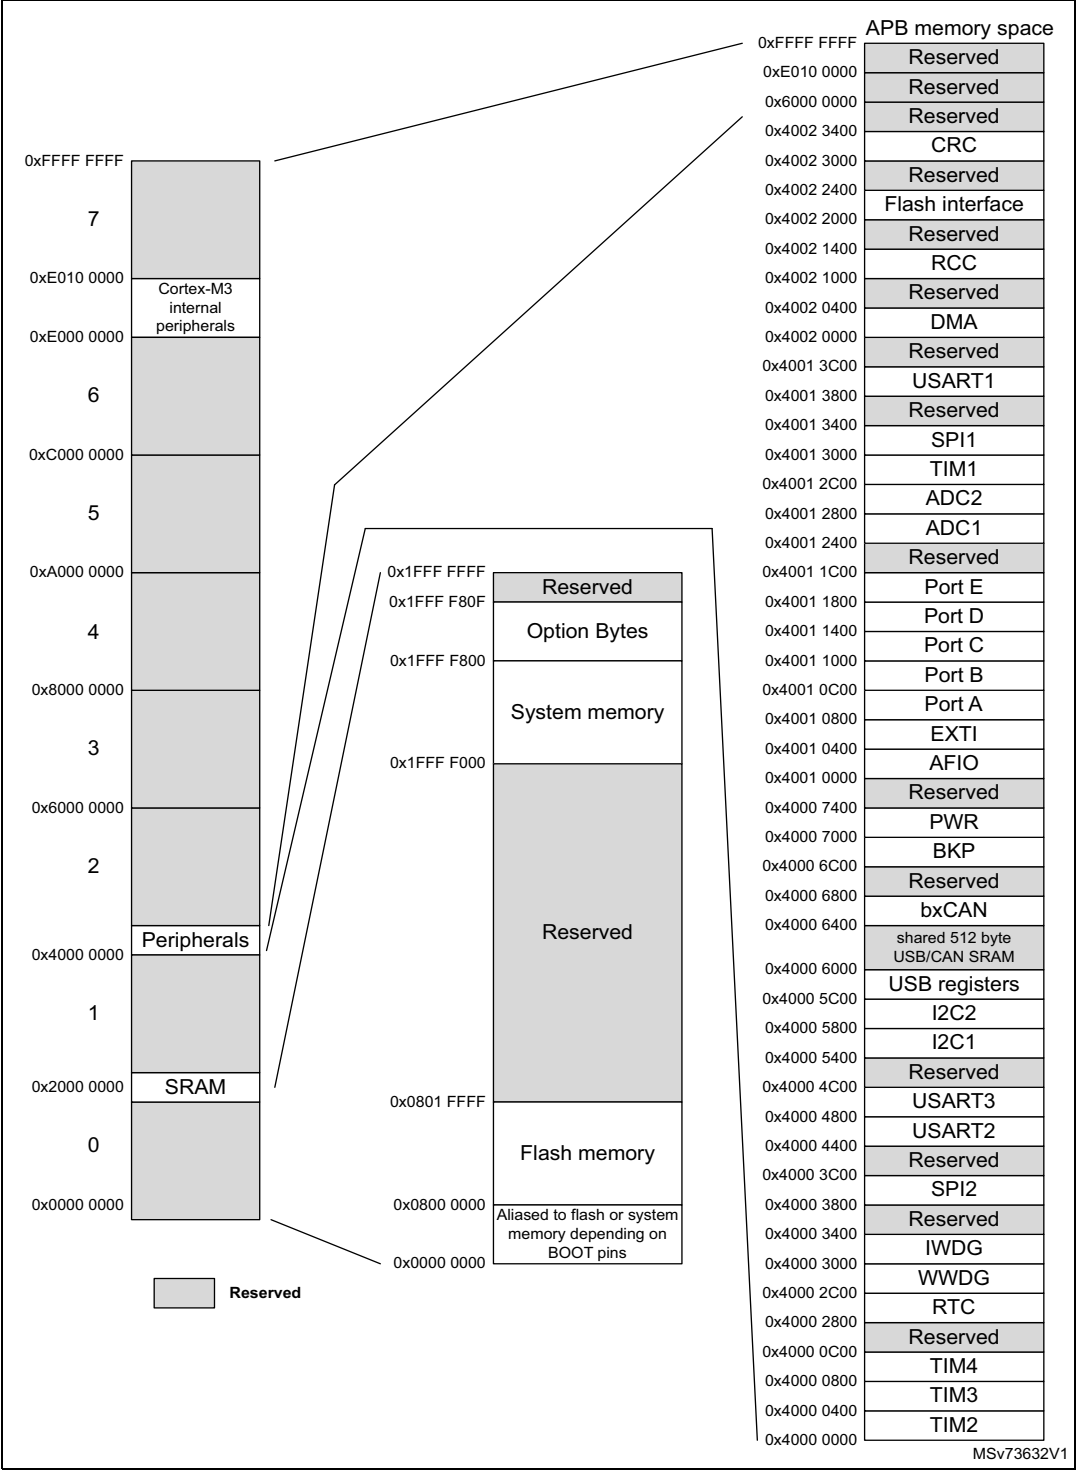 APB memory space
0xFFFF FFFF
Reserved
0xE010 0000
Reserved
0x6000 0000
Reserved
0x4002 3400
CRC
0x4002 3000
Reserved
0x4002 2400
Flash interface
0x4002 2000
Reserved
0x4002 1400
RCC
0x4002 1000
Reserved
0x4002 0400
DMA
0x4002 0000
Reserved
0x4001 3C00
USART1
0x4001 3800
Reserved
0x4001 3400
SPI1
0x4001 3000
TIM1
0x4001 2C00
ADC2
0x4001 2800
ADC1
0x4001 2400
Reserved
0x4001 1C00
Port E
0x4001 1800
Port D
0x4001 1400
Port C
0x4001 1000
Port B
0x4001 0C00
Port A
0x4001 0800
EXTI
0x4001 0400
AFIO
0x4001 0000
Reserved
0x4000 7400
PWR
0x4000 7000
BKP
0x4000 6C00
Reserved
0x4000 6800
bxCAN
0x4000 6400
shared 512 byte
USB/CAN SRAM
0x4000 6000
USB registers
0x4000 5C00
I2C2
0x4000 5800
I2C1
0x4000 5400
Reserved
0x4000 4C00
USART3
0x4000 4800
USART2
0x4000 4400
Reserved
0x4000 3C00
SPI2
0x4000 3800
Reserved
0x4000 3400
IWDG
0x4000 3000
WWDG
0x4000 2C00
RTC
0x4000 2800
Reserved
0x4000 0C00
TIM4
0x4000 0800
TIM3
0x4000 0400
TIM2
0x4000 0000
0xFFFF FFFF
7
0xE010 0000
Cortex-M3
internal
peripherals
0xE000 0000
6
0xC000 0000
5
0xA000 0000
4
0x8000 0000
3
0x6000 0000
2
Peripherals
0x4000 0000
1
0x2000 0000
SRAM
0
0x0000 0000
0x1FFF FFFF
Reserved
0x1FFF F80F
Option Bytes
0x1FFF F800
System memory
0x1FFF F000
Reserved
0x0801 FFFF
Flash memory
0x0800 0000
Aliased to flash or system
memory depending on
BOOT pins
0x0000 0000
Reserved
MSv73632V1